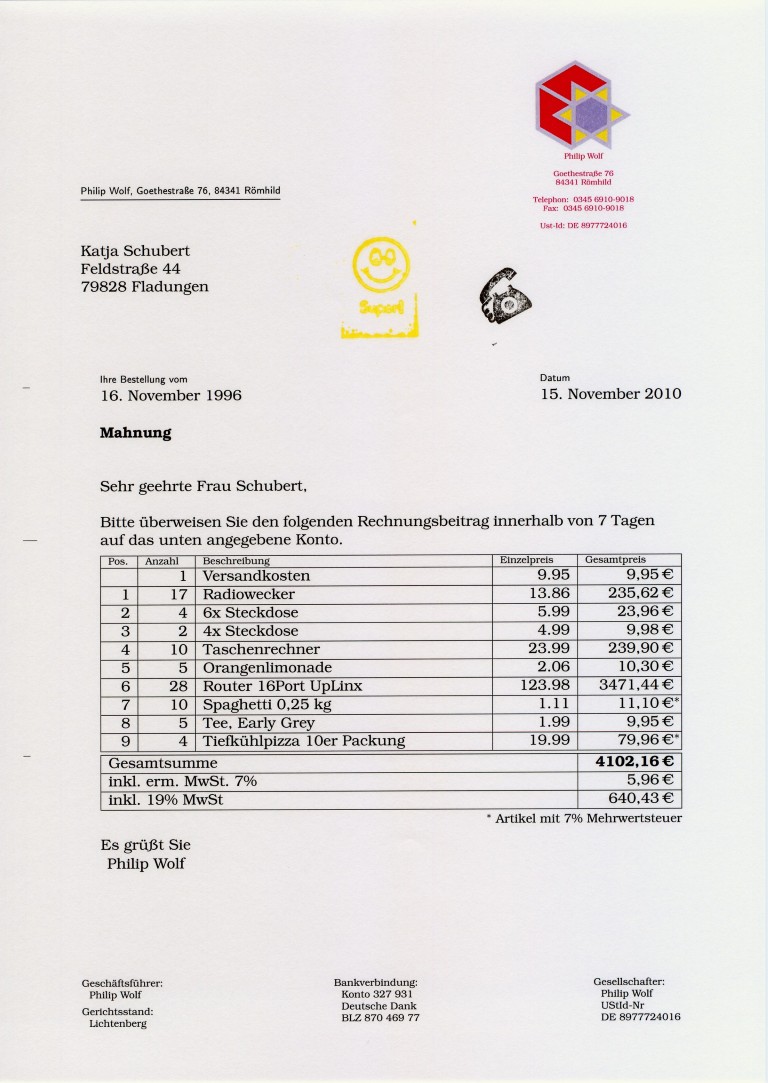 Philip Wolf
Goethestraße 76
84341 Römhild
Telephon: 0345 6910-9018
Fax: 0345 6910-9018
Ust-Id: DE 8977724016
Philip Wolf, Goethestraße 76, 84341 Römhild
Katja Schubert
Feldstraße 44
79828 Fladungen
Super!
Ihre Bestellung vom
16. November 1996
Datum
15. November 2010
Mahnung
Sehr geehrte Frau Schubert,
Bitte überweisen Sie den folgenden Rechnungsbeitrag innerhalb von 7 Tagen
auf das unten angegebene Konto.
Pos. Anzahl Beschreibung Einzelpreis Gesamtpreis
1 Versandkosten 9.95 9,95 €
1 17 Radiowecker 13.86 235,62 €
2 4 6x Steckdose 5.99 23,96 €
3 2 4x Steckdose 4.99 9,98 €
4 10 Taschenrechner 23.99 239,90 €
5 5 Orangenlimonade 2.06 10,30 €
6 28 Router 16Port UpLinx 123.98 3471,44 €
7 10 Spaghetti 0,25 kg 1.11 11,10 €*
8 5 Tee, Early Grey 1.99 9,95 €
9 4 Tiefkühlpizza 10er Packung 19.99 79,96 €*
Gesamtsumme 4102,16 €
inkl. erm. MwSt. 7% 5,96 €
inkl. 19% MwSt 640,43 €
* Artikel mit 7% Mehrwertsteuer
Es grüßt Sie
Philip Wolf
Geschäftsführer:
Philip Wolf
Gerichtsstand:
Lichtenberg
Bankverbindung:
Konto 327 931
Deutsche Dank
BLZ 870 469 77
Gesellschafter:
Philip Wolf
UStId-Nr
DE 8977724016